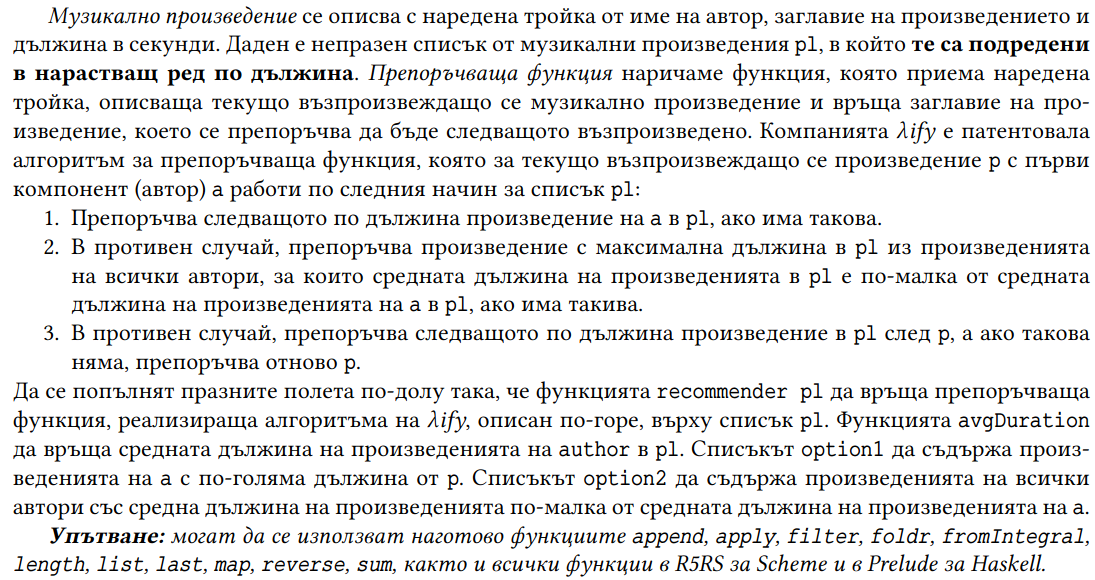 Музикално произведение се описва с наредена тройка от име на автор, заглавие на произведението и
дължина в секунди. Даден е непразен списък от музикални произведения pl, в който те са подредени
в нарастващ ред по дължина. Препоръчваща функция наричаме функция, която приема наредена
тройка, описваща текущо възпроизвеждащо се музикално произведение и връща заглавие на про-
изведение, което се препоръчва да бъде следващото възпроизведено. Компанията λify е патентовала
алгоритъм за препоръчваща функция, която за текущо възпроизвеждащо се произведение p с първи
компонент (автор) a работи по следния начин за списък pl:
1. Препоръчва следващото по дължина произведение на a в pl, ако има такова.
2. В противен случай, препоръчва произведение с максимална дължина в pl из произведенията
на всички автори, за които средната дължина на произведенията в pl е по-малка от средната
дължина на произведенията на a в pl, ако има такива.
3. В противен случай, препоръчва следващото по дължина произведение в pl след p, а ако такова
няма, препоръчва отново p.
Да се попълнят празните полета по-долу така, че функцията recommender pl да връща препоръчваща
функция, реализираща алгоритъма на λify, описан по-горе, върху списък pl. Функцията avgDuration
да връща средната дължина на произведенията на author в pl. Списъкът option1 да съдържа произ-
веденията на a с по-голяма дължина от p. Списъкът option2 да съдържа произведенията на всички
автори със средна дължина на произведенията по-малка от средната дължина на произведенията на a.
Упътване: могат да се използват наготово функциите append, apply, filter, foldr, fromIntegral,
length, list, last, map, reverse, sum, както и всички функции в R5RS за Scheme и в Prelude за Haskell.